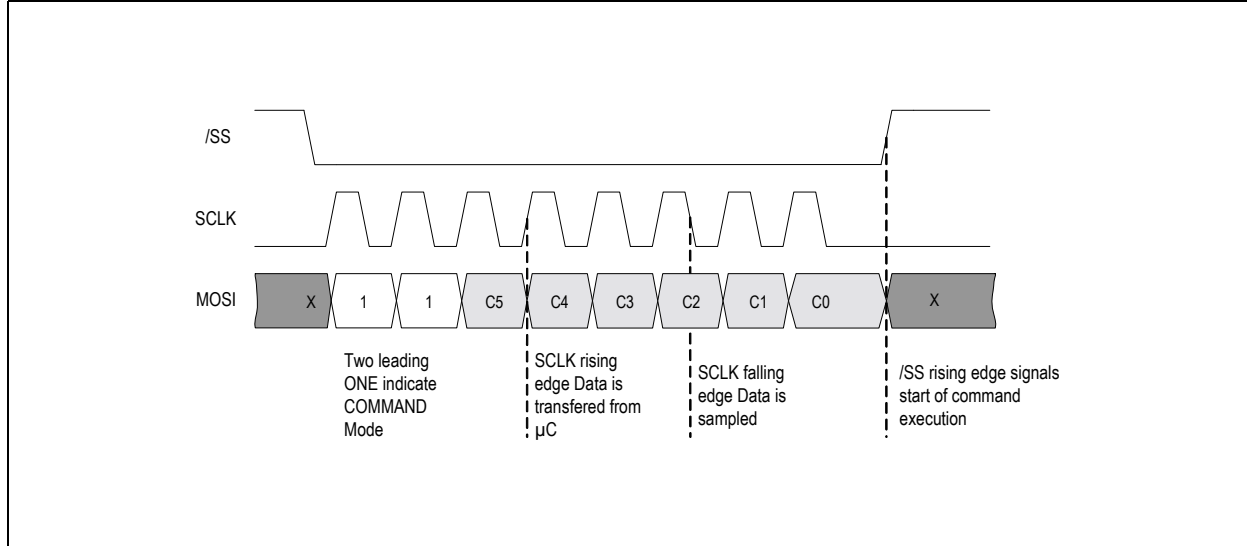 /SS
SCLK
MOSI
X 1 1 C5 C4 C3 C2 C1 C0 X
Two leading
ONE indicate
COMMAND
Mode
SCLK rising
edge Data is
transfered from
µC
SCLK falling
edge Data is
sampled
/SS rising edge signals
start of command
execution